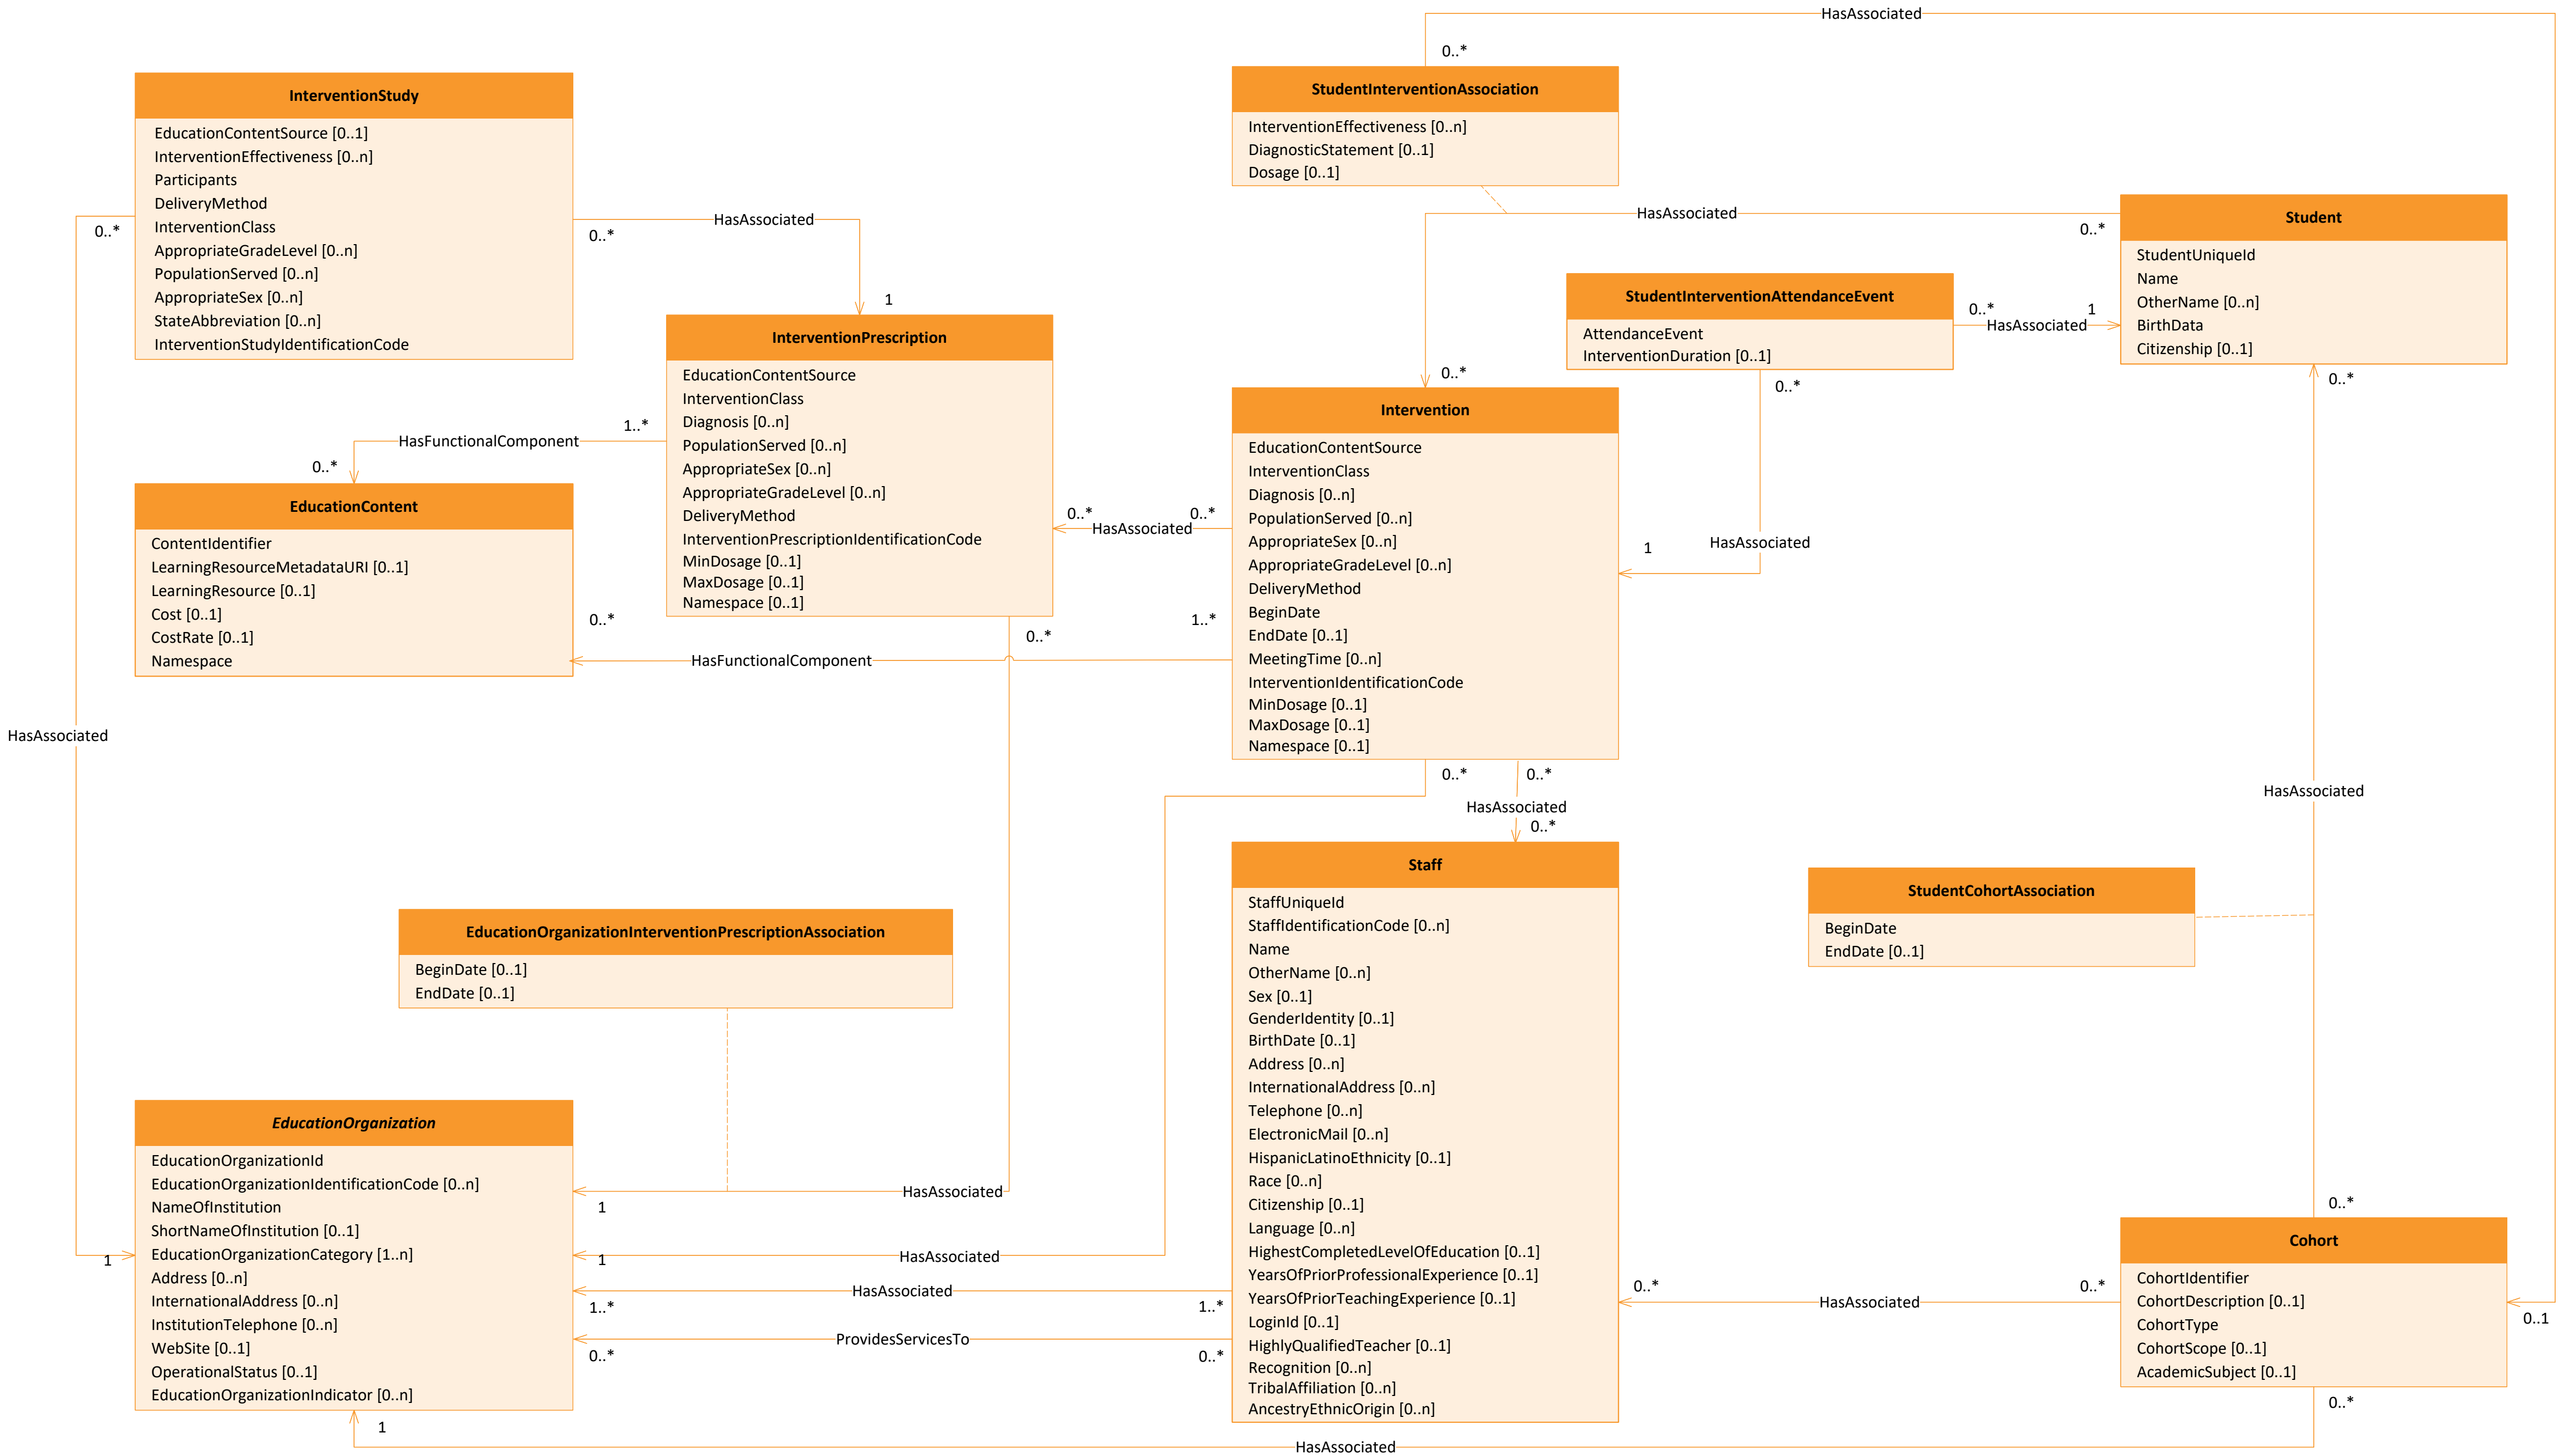 HasAssociated
0..*
StudentInterventionAssociation
InterventionEffectiveness [0..n]
DiagnosticStatement [0..1]
Dosage [0..1]
InterventionStudy
EducationContentSource [0..1]
InterventionEffectiveness [0..n]
Participants
DeliveryMethod
InterventionClass
AppropriateGradeLevel [0..n]
PopulationServed [0..n]
AppropriateSex [0..n]
StateAbbreviation [0..n]
InterventionStudyIdentificationCode
0..*
0..*
HasAssociated
1
HasAssociated
0..*
0..*
Student
StudentUniqueId
Name
OtherName [0..n]
BirthData
Citizenship [0..1]
StudentInterventionAttendanceEvent
AttendanceEvent
InterventionDuration [0..1]
0..*
HasAssociated
1
0..*
HasAssociated
1
0..*
InterventionPrescription
EducationContentSource
InterventionClass
Diagnosis [0..n]
PopulationServed [0..n]
AppropriateSex [0..n]
AppropriateGradeLevel [0..n]
DeliveryMethod
InterventionPrescriptionIdentificationCode
MinDosage [0..1]
MaxDosage [0..1]
Namespace [0..1]
1..*
HasFunctionalComponent
0..*
Intervention
EducationContentSource
InterventionClass
Diagnosis [0..n]
PopulationServed [0..n]
AppropriateSex [0..n]
AppropriateGradeLevel [0..n]
DeliveryMethod
BeginDate
EndDate [0..1]
MeetingTime [0..n]
InterventionIdentificationCode
MinDosage [0..1]
MaxDosage [0..1]
Namespace [0..1]
0..*
HasAssociated
0..*
EducationContent
ContentIdentifier
LearningResourceMetadataURI [0..1]
LearningResource [0..1]
Cost [0..1]
CostRate [0..1]
Namespace
0..*
HasFunctionalComponent
1..*
0..*
HasAssociated
0..*
0..*
HasAssociated
0..*
HasAssociated
Staff
StaffUniqueId
StaffIdentificationCode [0..n]
Name
OtherName [0..n]
Sex [0..1]
GenderIdentity [0..1]
BirthDate [0..1]
Address [0..n]
InternationalAddress [0..n]
Telephone [0..n]
ElectronicMail [0..n]
HispanicLatinoEthnicity [0..1]
Race [0..n]
Citizenship [0..1]
Language [0..n]
HighestCompletedLevelOfEducation [0..1]
YearsOfPriorProfessionalExperience [0..1]
YearsOfPriorTeachingExperience [0..1]
LoginId [0..1]
HighlyQualifiedTeacher [0..1]
Recognition [0..n]
TribalAffiliation [0..n]
AncestryEthnicOrigin [0..n]
StudentCohortAssociation
BeginDate
EndDate [0..1]
EducationOrganizationInterventionPrescriptionAssociation
BeginDate [0..1]
EndDate [0..1]
EducationOrganization
EducationOrganizationId
EducationOrganizationIdentificationCode [0..n]
NameOfInstitution
ShortNameOfInstitution [0..1]
EducationOrganizationCategory [1..n]
Address [0..n]
InternationalAddress [0..n]
InstitutionTelephone [0..n]
WebSite [0..1]
OperationalStatus [0..1]
EducationOrganizationIndicator [0..n]
1
1
HasAssociated
1
HasAssociated
1..*
HasAssociated
1..*
0..*
ProvidesServicesTo
0..*
0..*
Cohort
CohortIdentifier
CohortDescription [0..1]
CohortType
CohortScope [0..1]
AcademicSubject [0..1]
0..*
HasAssociated
0..*
0..1
0..*
1
HasAssociated